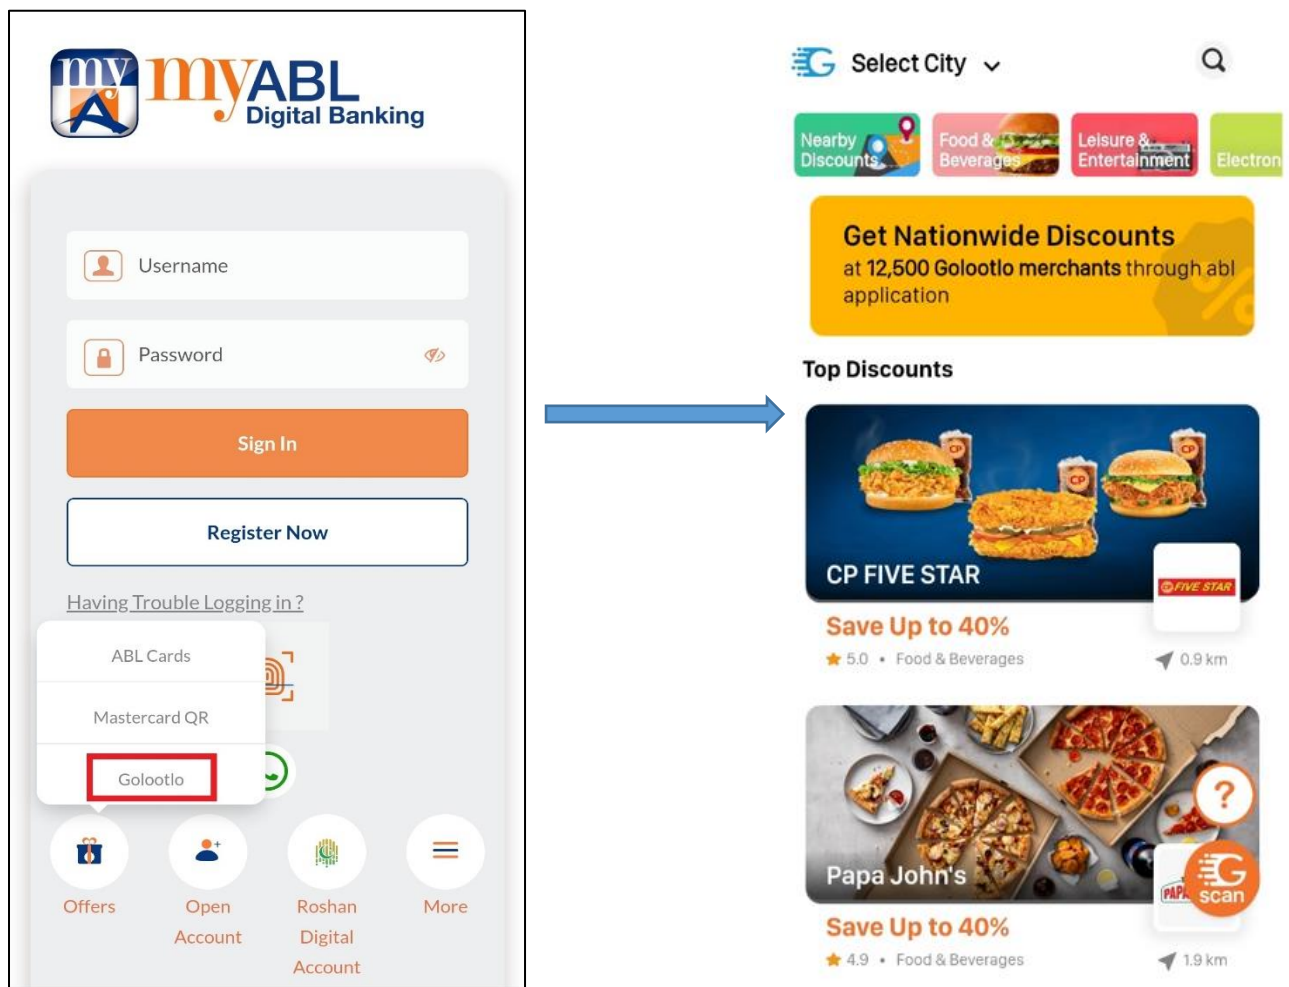 my
A
myABL
Digital Banking
Username
Password
Sign In
Register Now
Having Trouble Logging in ?
ABL Cards
Mastercard QR
Golootlo
Offers
Open
Account
Roshan
Digital
Account
More
G
Select City
Nearby
Discounts
Food &
Beverages
Leisure &
Entertainment
Electron
Get Nationwide Discounts
at 12,500 Golootlo merchants through abl
application
%
Top Discounts
CP
CP
CP
CP FIVE STAR
FIVE STAR
Save Up to 40%
5.0 • Food & Beverages
0.9 km
?
Papa John's
PAPA
G
scan
Save Up to 40%
4.9 • Food & Beverages
1.9 km